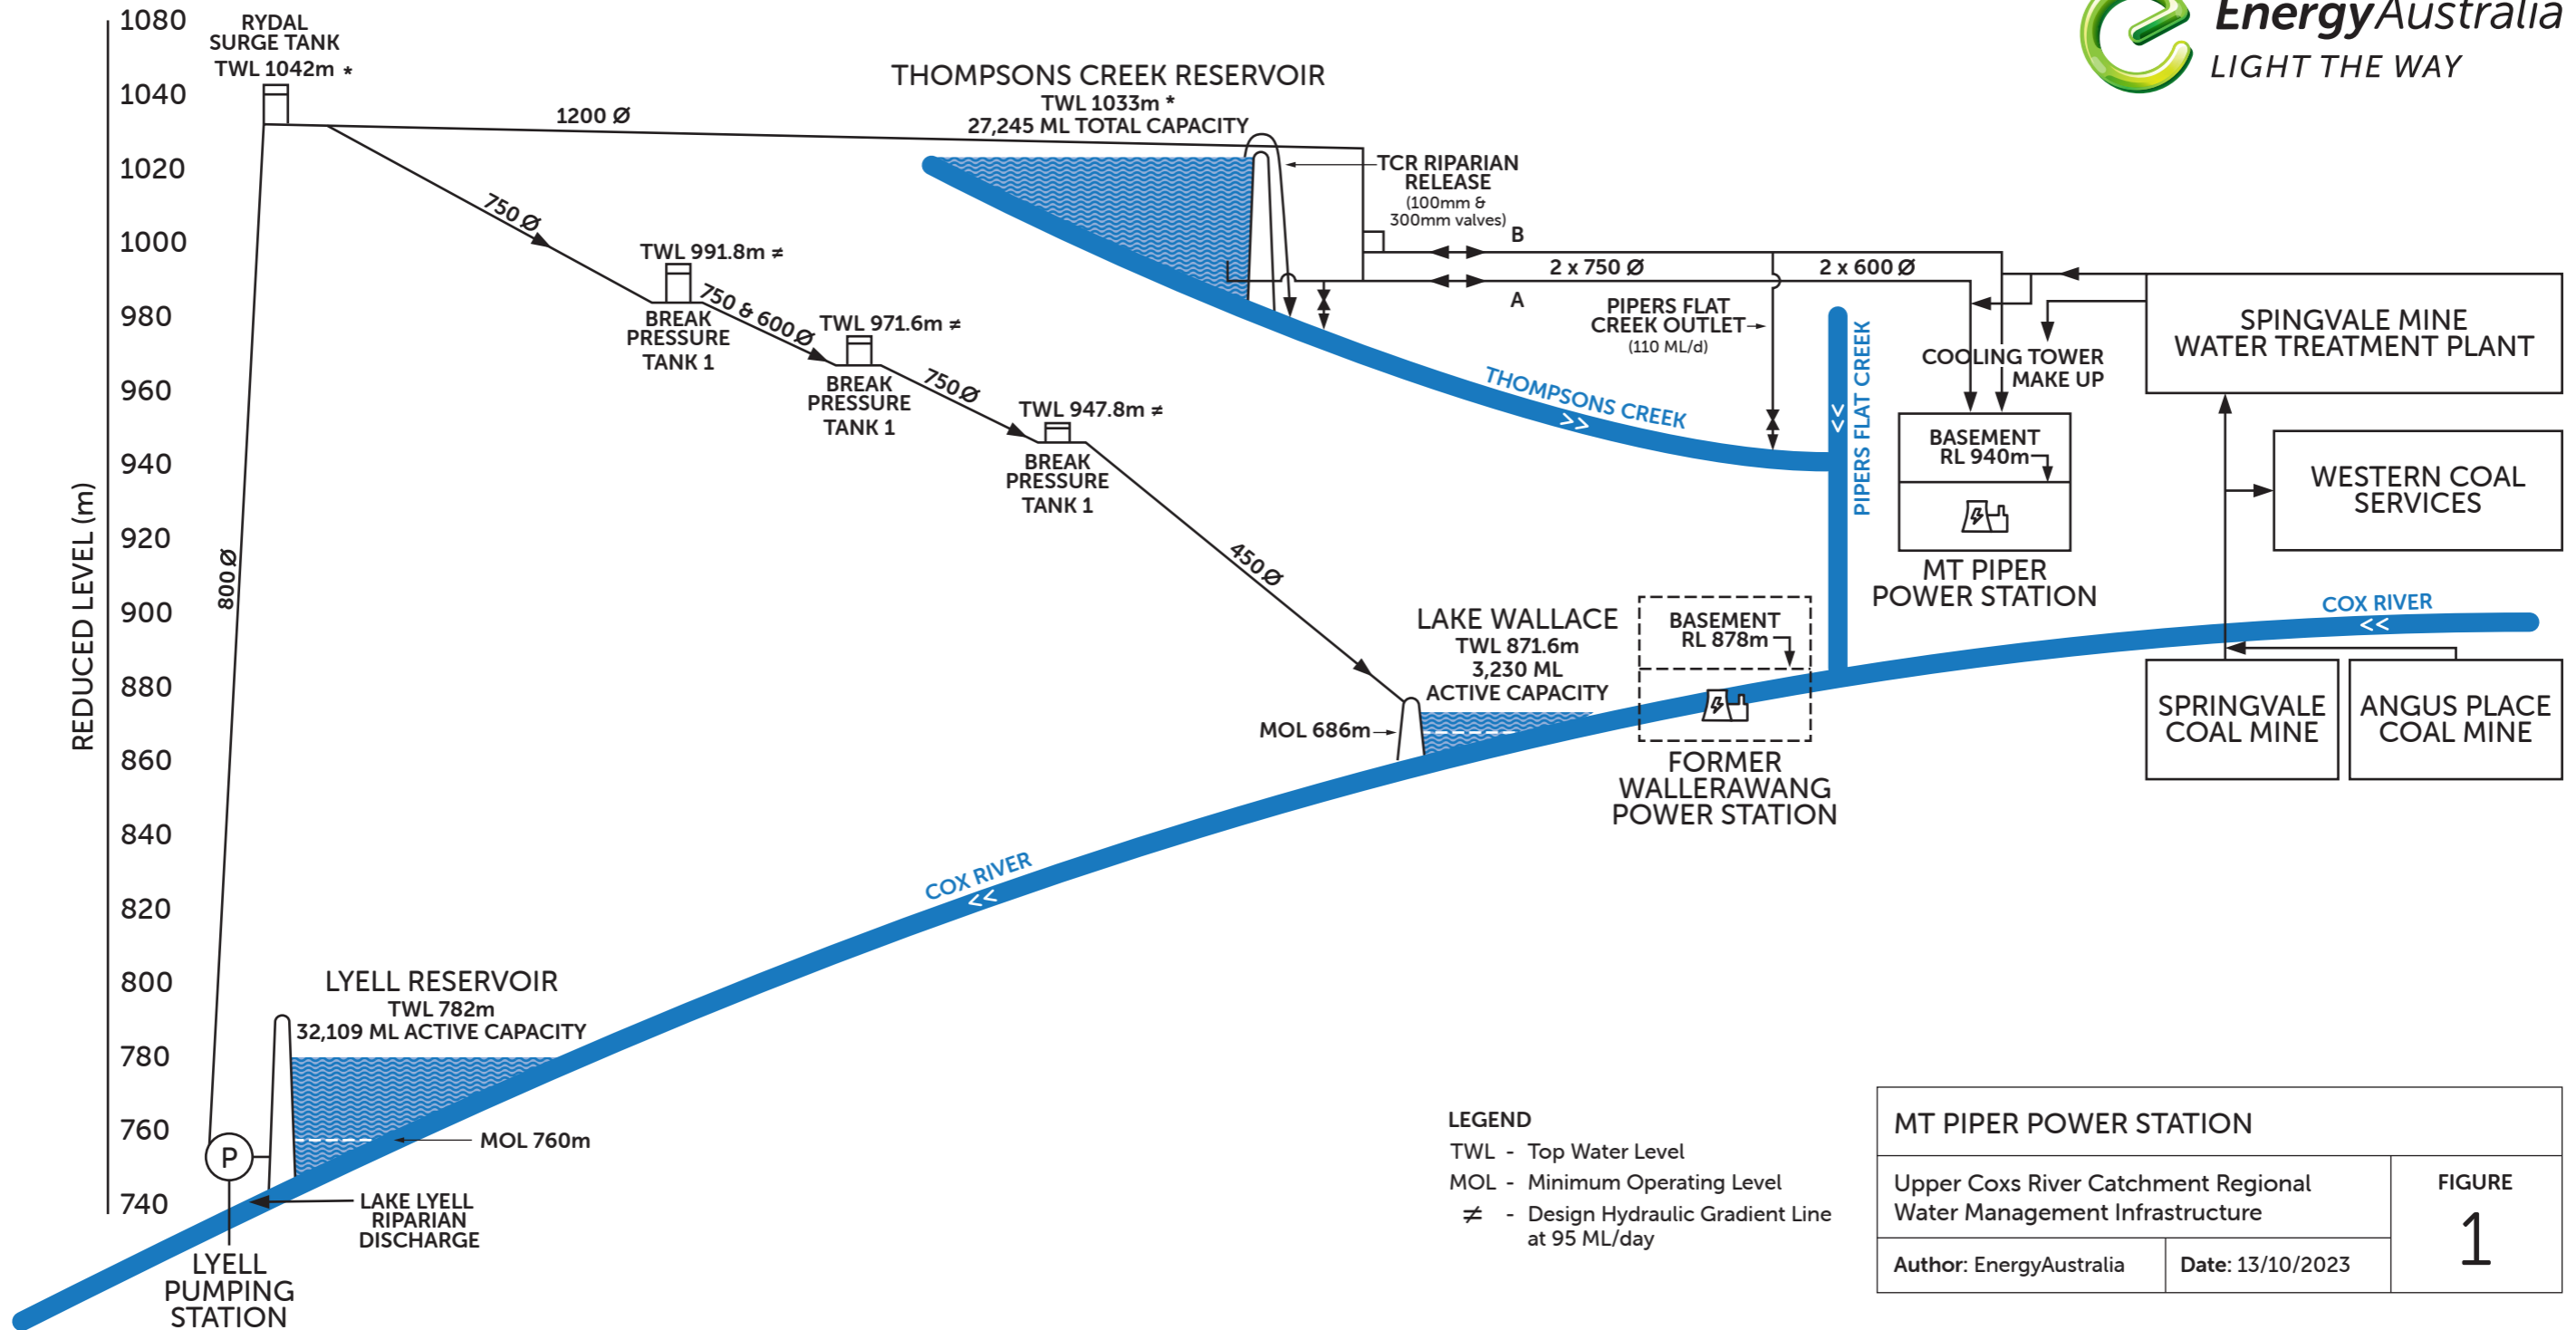 EnergyAustralia
LIGHT THE WAY
REDUCED LEVEL (m)
1080
1040
1020
1000
980
960
940
920
900
880
860
840
820
800
780
760
740
RYDAL
SURGE TANK
TWL 1042m *
1200 Ø
800 Ø
750 Ø
TWL 991.8m ≠
BREAK
PRESSURE
TANK 1
750 & 600 Ø
TWL 971.6m ≠
BREAK
PRESSURE
TANK 1
750 Ø
TWL 947.8m ≠
BREAK
PRESSURE
TANK 1
450 Ø
THOMPSONS CREEK RESERVOIR
TWL 1033m *
27,245 ML TOTAL CAPACITY
TCR RIPARIAN
RELEASE
(100mm &
300mm valves)
B
2 x 750 Ø
2 x 600 Ø
A
PIPERS FLAT
CREEK OUTLET
(110 ML/d)
THOMPSONS CREEK
>>
PIPERS FLAT CREEK
>>
COOLING TOWER
MAKE UP
SPINGVALE MINE
WATER TREATMENT PLANT
WESTERN COAL
SERVICES
BASEMENT
RL 940m
MT PIPER
POWER STATION
COX RIVER
<<
SPRINGVALE
COAL MINE
ANGUS PLACE
COAL MINE
LAKE WALLACE
TWL 871.6m
3,230 ML
ACTIVE CAPACITY
MOL 686m
BASEMENT
RL 878m
FORMER
WALLERAWANG
POWER STATION
COX RIVER
<<
LYELL RESERVOIR
TWL 782m
32,109 ML ACTIVE CAPACITY
MOL 760m
P
LAKE LYELL
RIPARIAN
DISCHARGE
LYELL
PUMPING
STATION
LEGEND
TWL - Top Water Level
MOL - Minimum Operating Level
≠ - Design Hydraulic Gradient Line
at 95 ML/day
MT PIPER POWER STATION
Upper Coxs River Catchment Regional
Water Management Infrastructure
Author: EnergyAustralia
Date: 13/10/2023
FIGURE
1